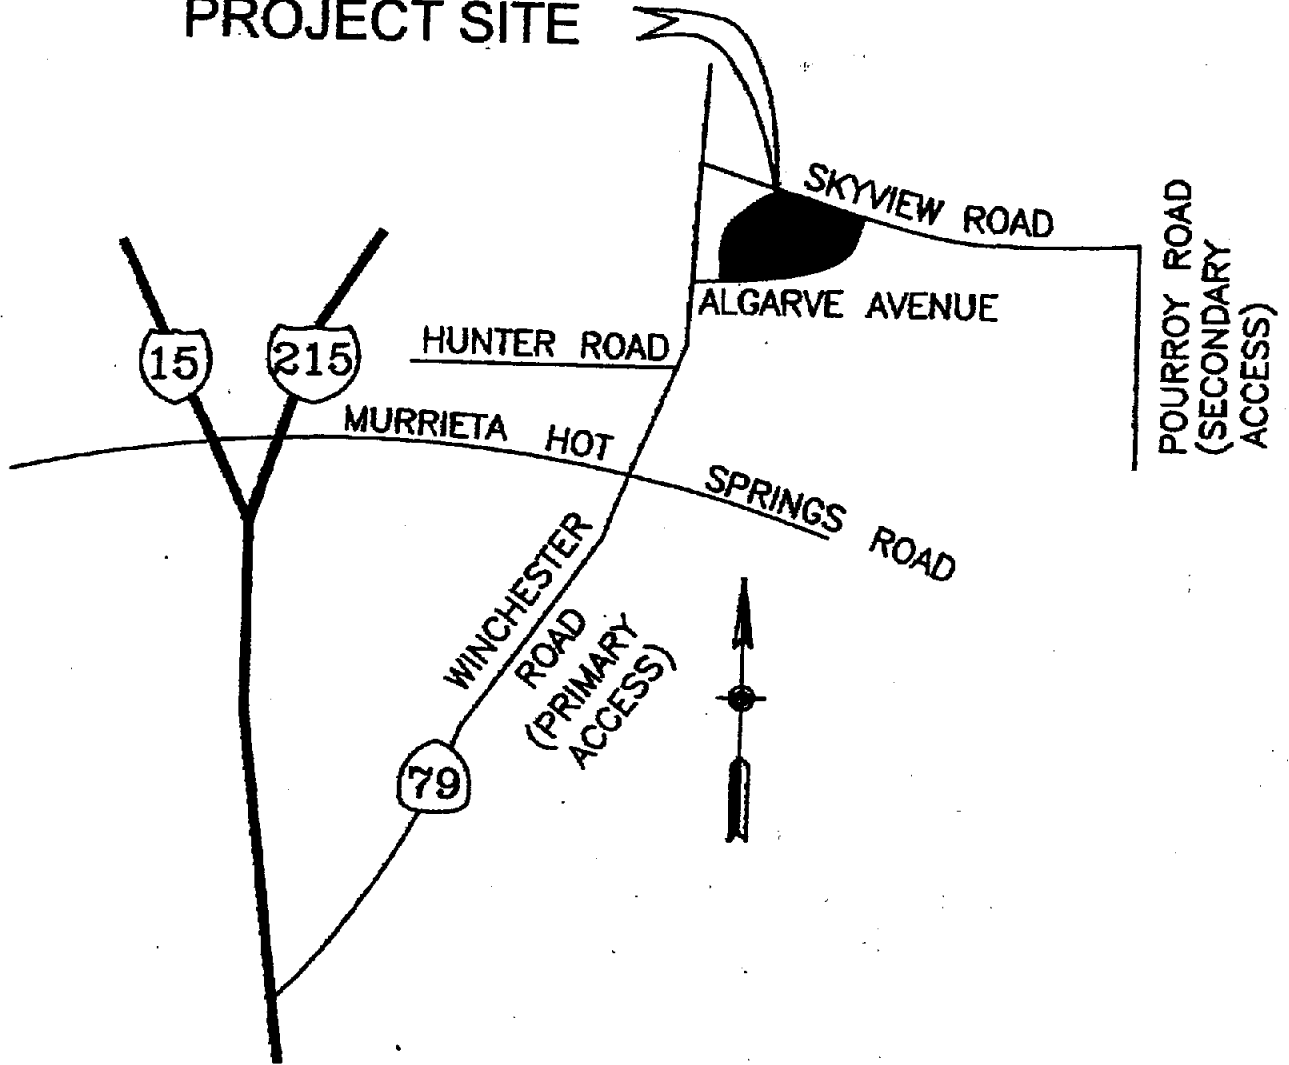 PROJECT SITE
SKYVIEW ROAD
POURROY ROAD
(SECONDARY
ACCESS)
ALGARVE AVENUE
HUNTER ROAD
15
215
MURRIETA HOT SPRINGS ROAD
WINCHESTER
ROAD
(PRIMARY
ACCESS)
79